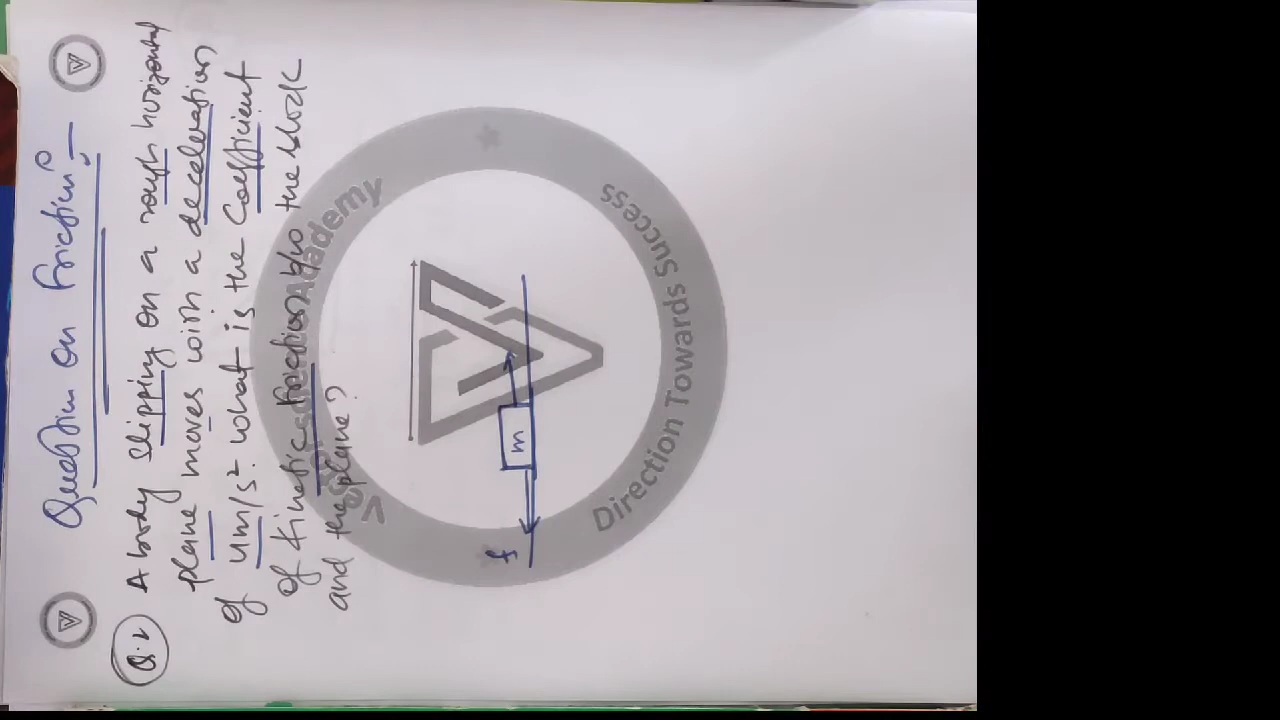 Question on friction:-
Q.2 A body slipping on a rough horizontal
plane moves with a deceleration
of 4m/s². what is the Coefficient
of kinetic friction b/w the block
and the plane?
m
f
Academy
Direction Towards Success